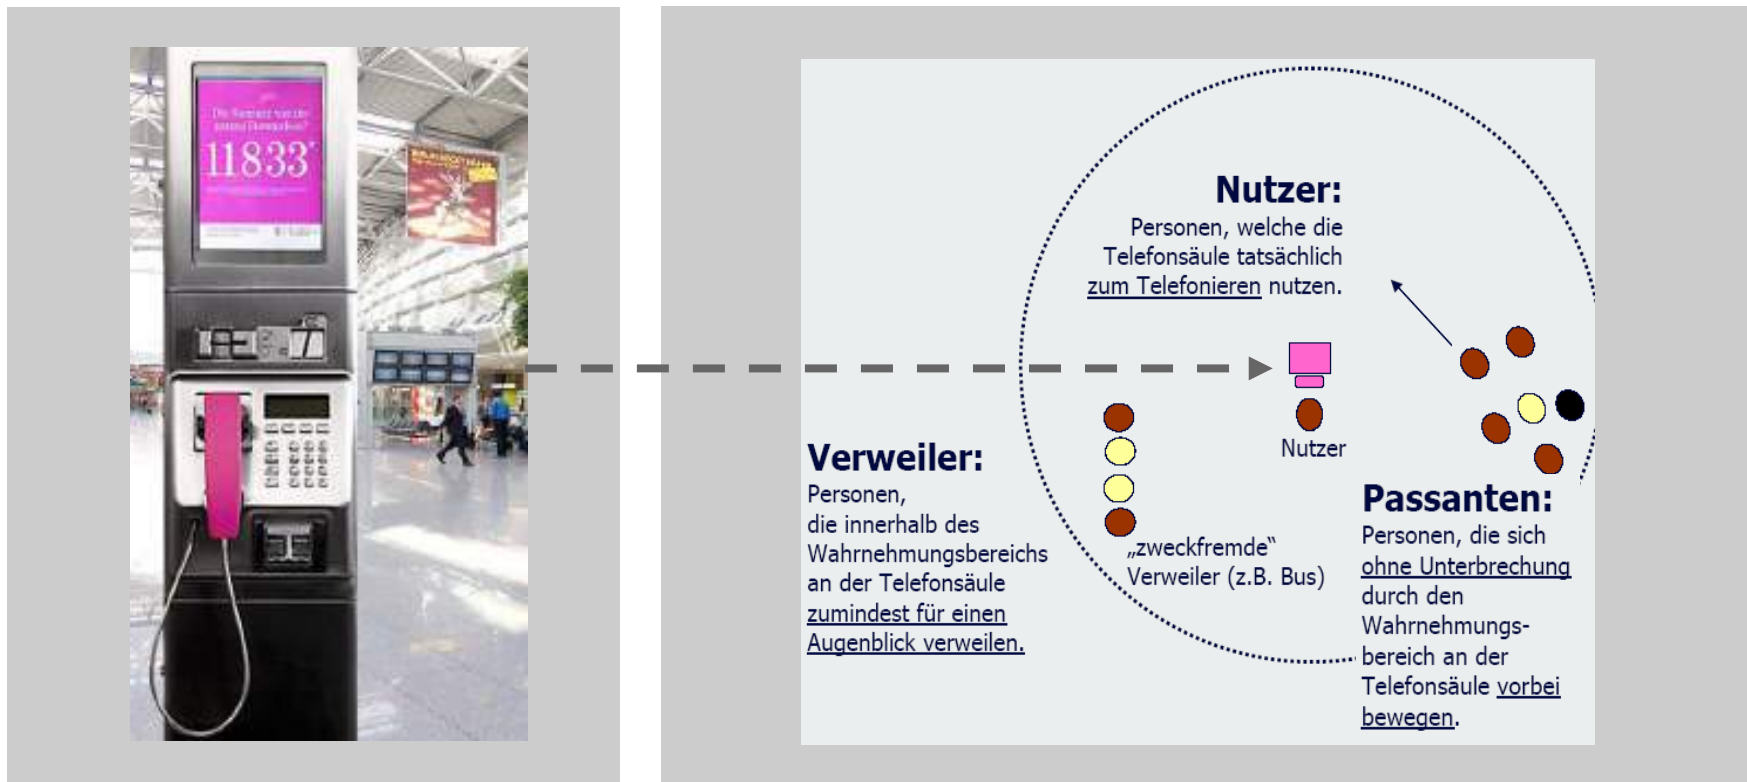 11833
Nutzer:
Personen, welche die
Telefonsäule tatsächlich
zum Telefonieren nutzen.
Nutzer
Verweiler:
Personen,
die innerhalb des
Wahrnehmungsbereichs
an der Telefonsäule
zumindest für einen
Augenblick verweilen.
„zweckfremde“
Verweiler (z.B. Bus)
Passanten:
Personen, die sich
ohne Unterbrechung
durch den
Wahrnehmungs-
bereich an der
Telefonsäule vorbei
bewegen.